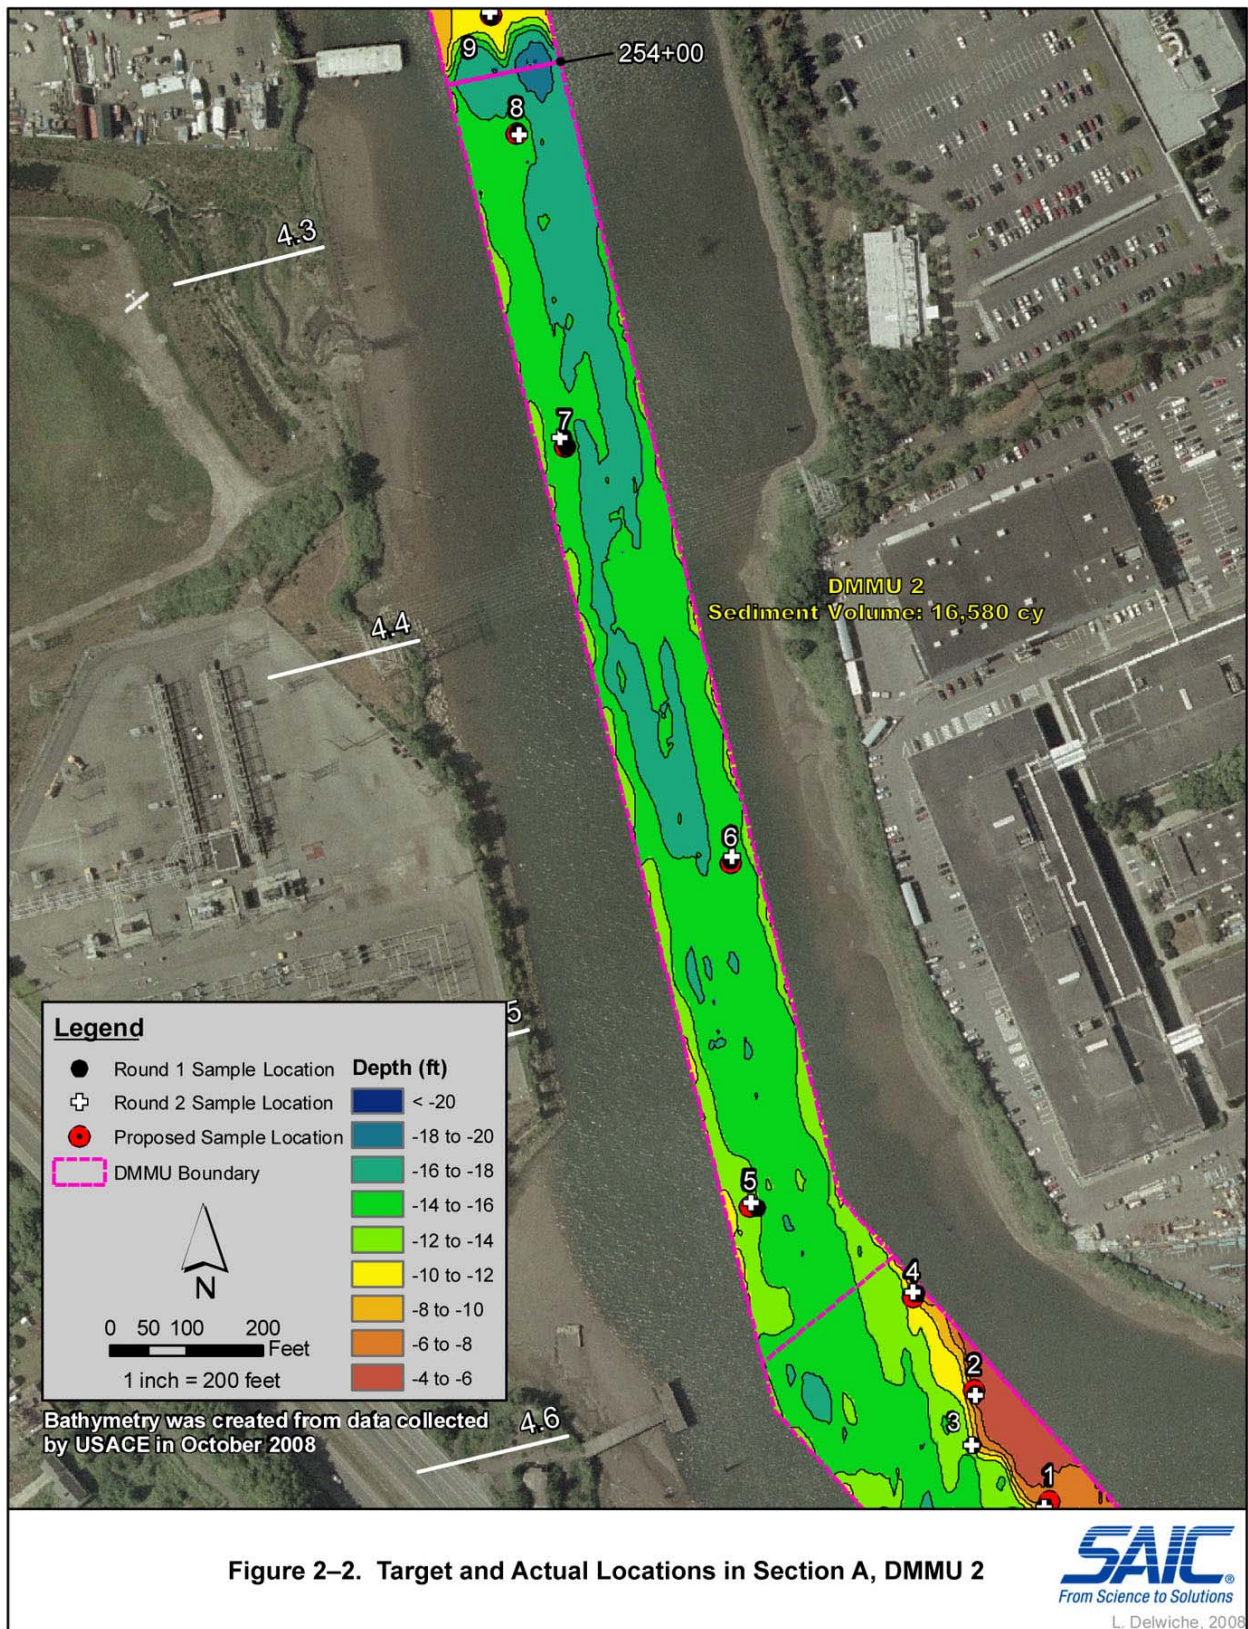 9
254+00
8
4.3
7
DMMU 2
Sediment Volume: 16,580 cy
4.4
6
5
Legend
Round 1 Sample Location
Round 2 Sample Location
Proposed Sample Location
DMMU Boundary
N
0 50 100 200
Feet
1 inch = 200 feet
Depth (ft)
< -20
-18 to -20
-16 to -18
-14 to -16
-12 to -14
-10 to -12
-8 to -10
-6 to -8
-4 to -6
5
4
2
3
1
Bathymetry was created from data collected
by USACE in October 2008
4.6
Figure 2–2. Target and Actual Locations in Section A, DMMU 2
SAIC®
From Science to Solutions
L. Delwiche, 2008